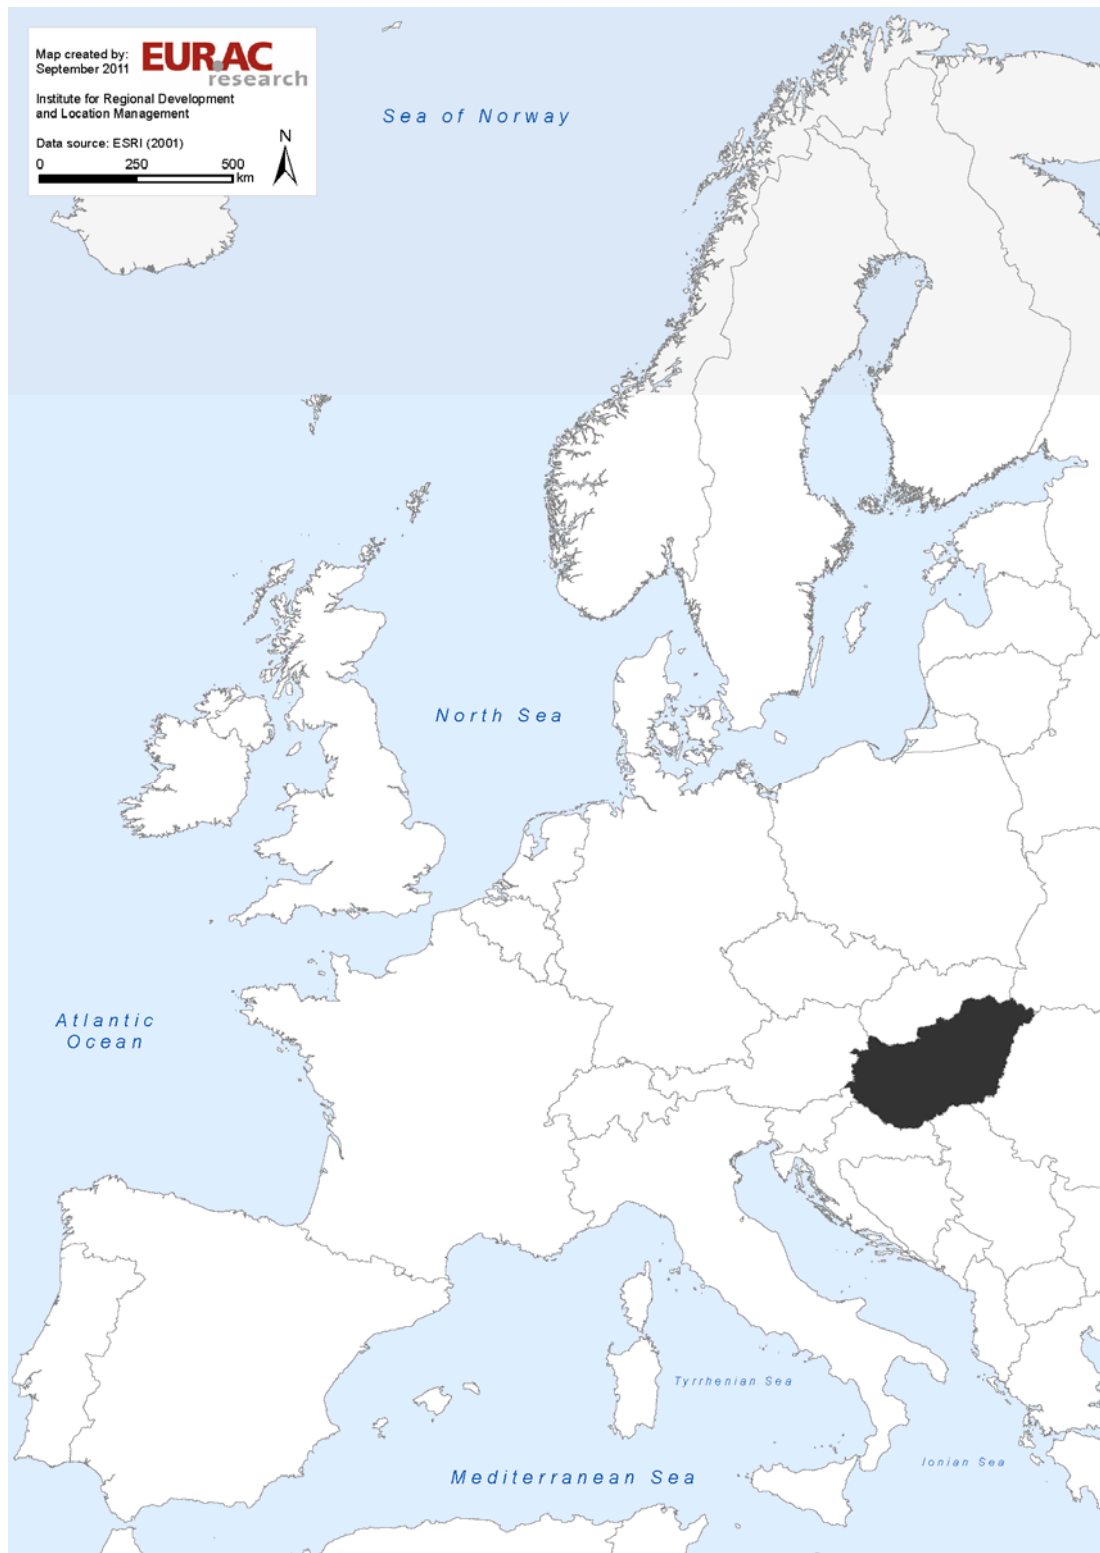 Map created by:
September 2011
EURAC
research
Institute for Regional Development
and Location Management
Data source: ESRI (2001)
0 250 500
km
N
Sea of Norway
North Sea
Atlantic
Ocean
Tyrrhenian Sea
Ionian Sea
Mediterranean Sea